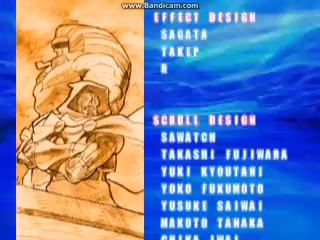 www.Bandicam.com
EFFECT DESIGN
SAGATA
TAKEP
R
SCROLL DESIGN
SAWATCH
TAKASHI FUJIWARA
YUKI KYOUTANI
YOKO FUKUMOTO
YUSUKE SAIWAI
MAKOTO TANAKA